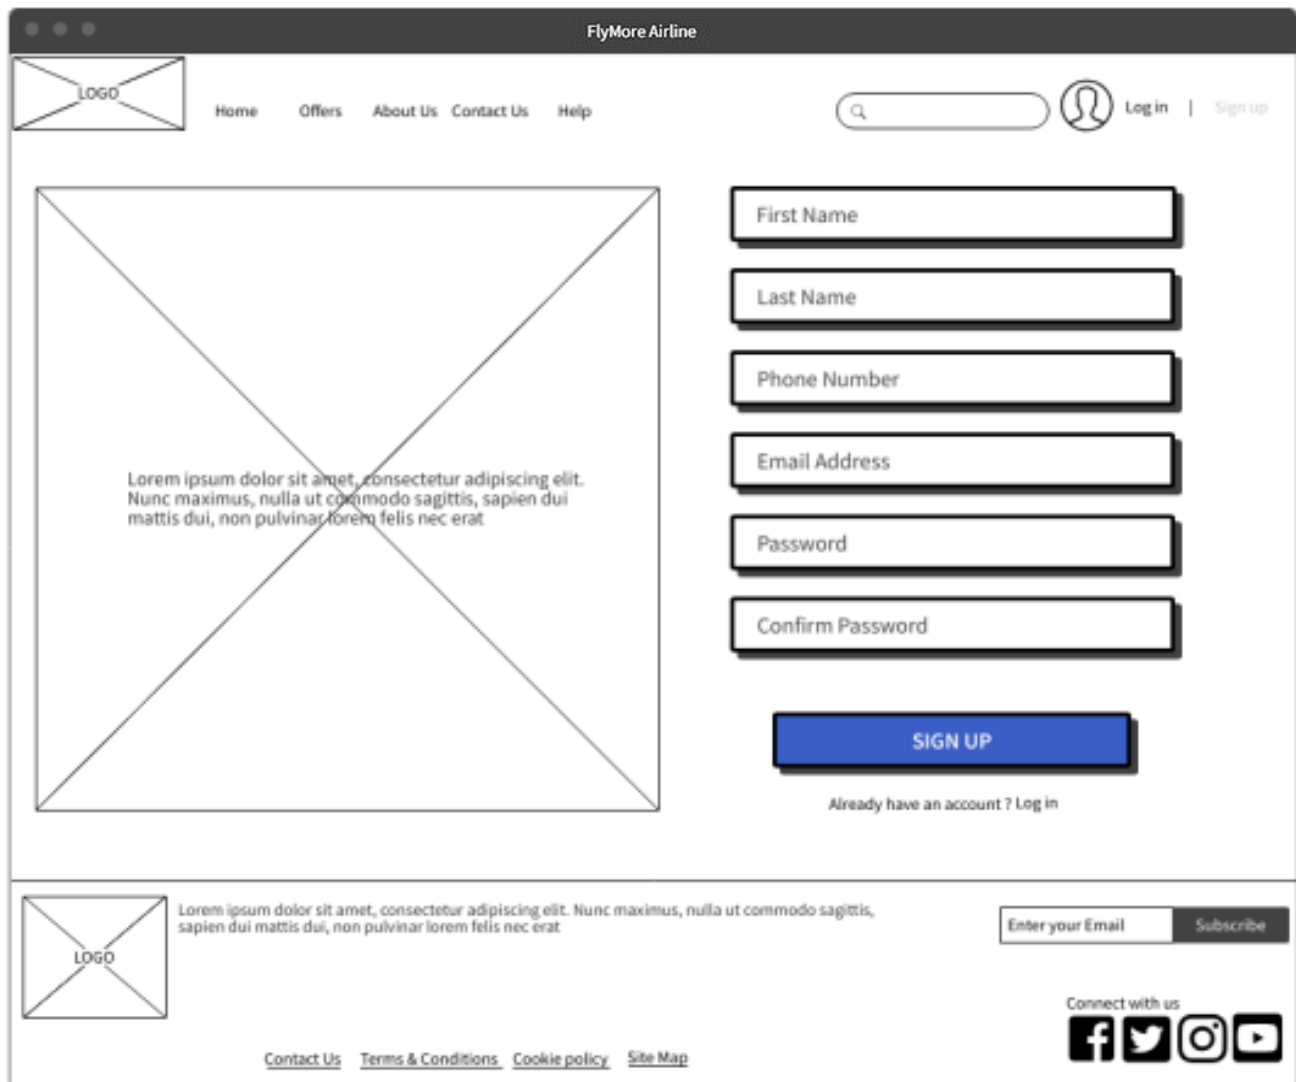 FlyMore Airline
LOGO
Home Offers About Us Contact Us Help
Log in | Sign up
First Name
Last Name
Phone Number
Email Address
Password
Confirm Password
SIGN UP
Already have an account ? Log in
Lorem ipsum dolor sit amet, consectetur adipiscing elit.
Nunc maximus, nulla ut commodo sagittis, sapien dui
mattis dui, non pulvinar lorem felis nec erat
LOGO
Lorem ipsum dolor sit amet, consectetur adipiscing elit. Nunc maximus, nulla ut commodo sagittis,
sapien dui mattis dui, non pulvinar lorem felis nec erat
Enter your Email Subscribe
Connect with us
Contact Us Terms & Conditions Cookie policy Site Map